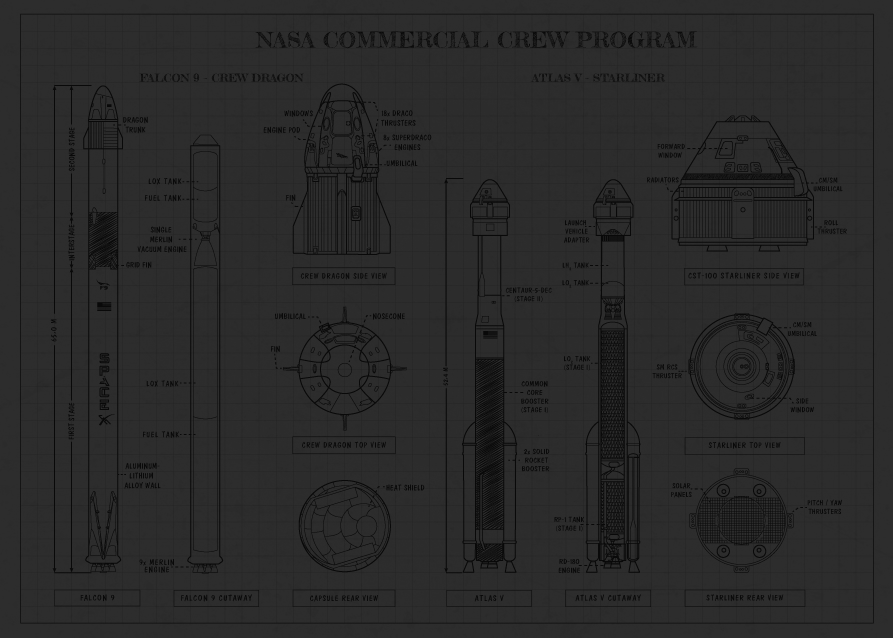 NASA COMMERCIAL CREW PROGRAM
FALCON 9 - CREW DRAGON
ATLAS V - STARLINER
SECOND STAGE
INTERSTAGE
FIRST STAGE
DRAGON
TRUNK
GRID FIN
SPACEX
ALUMINUM-
LITHIUM
ALLOY WALL
9x MERLIN
ENGINE
FALCON 9
LOX TANK
FUEL TANK
SINGLE
MERLIN
VACUUM ENGINE
LOX TANK
FUEL TANK
FALCON 9 CUTAWAY
WINDOWS
ENGINE POD
FIN
16x DRACO
THRUSTERS
8x SUPERDRACO
ENGINES
UMBILICAL
CREW DRAGON SIDE VIEW
UMBILICAL
NOSECONE
FIN
CREW DRAGON TOP VIEW
HEAT SHIELD
CAPSULE REAR VIEW
CENTAUR-D-DEC
(STAGE II)
COMMON
CORE
BOOSTER
(STAGE I)
2x SOLID
ROCKET
BOOSTER
ATLAS V
LAUNCH
VEHICLE
ADAPTER
LH2 TANK
LO2 TANK
LO2 TANK
(STAGE I)
RP-1 TANK
(STAGE I)
RD-180
ENGINE
ATLAS V CUTAWAY
FORWARD
WINDOW
RADIATORS
CM/SM
UMBILICAL
ROLL
THRUSTER
CST-100 STARLINER SIDE VIEW
CM/SM
UMBILICAL
SM RCS
THRUSTER
SIDE
WINDOW
STARLINER TOP VIEW
SOLAR
PANELS
PITCH / YAW
THRUSTERS
STARLINER REAR VIEW